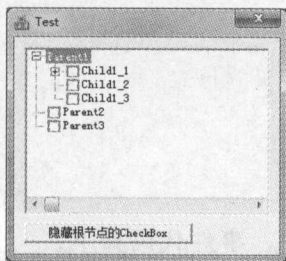 Test
Parent1
Child1_1
Child1_2
Child1_3
Parent2
Parent3
隐藏根节点的CheckBox